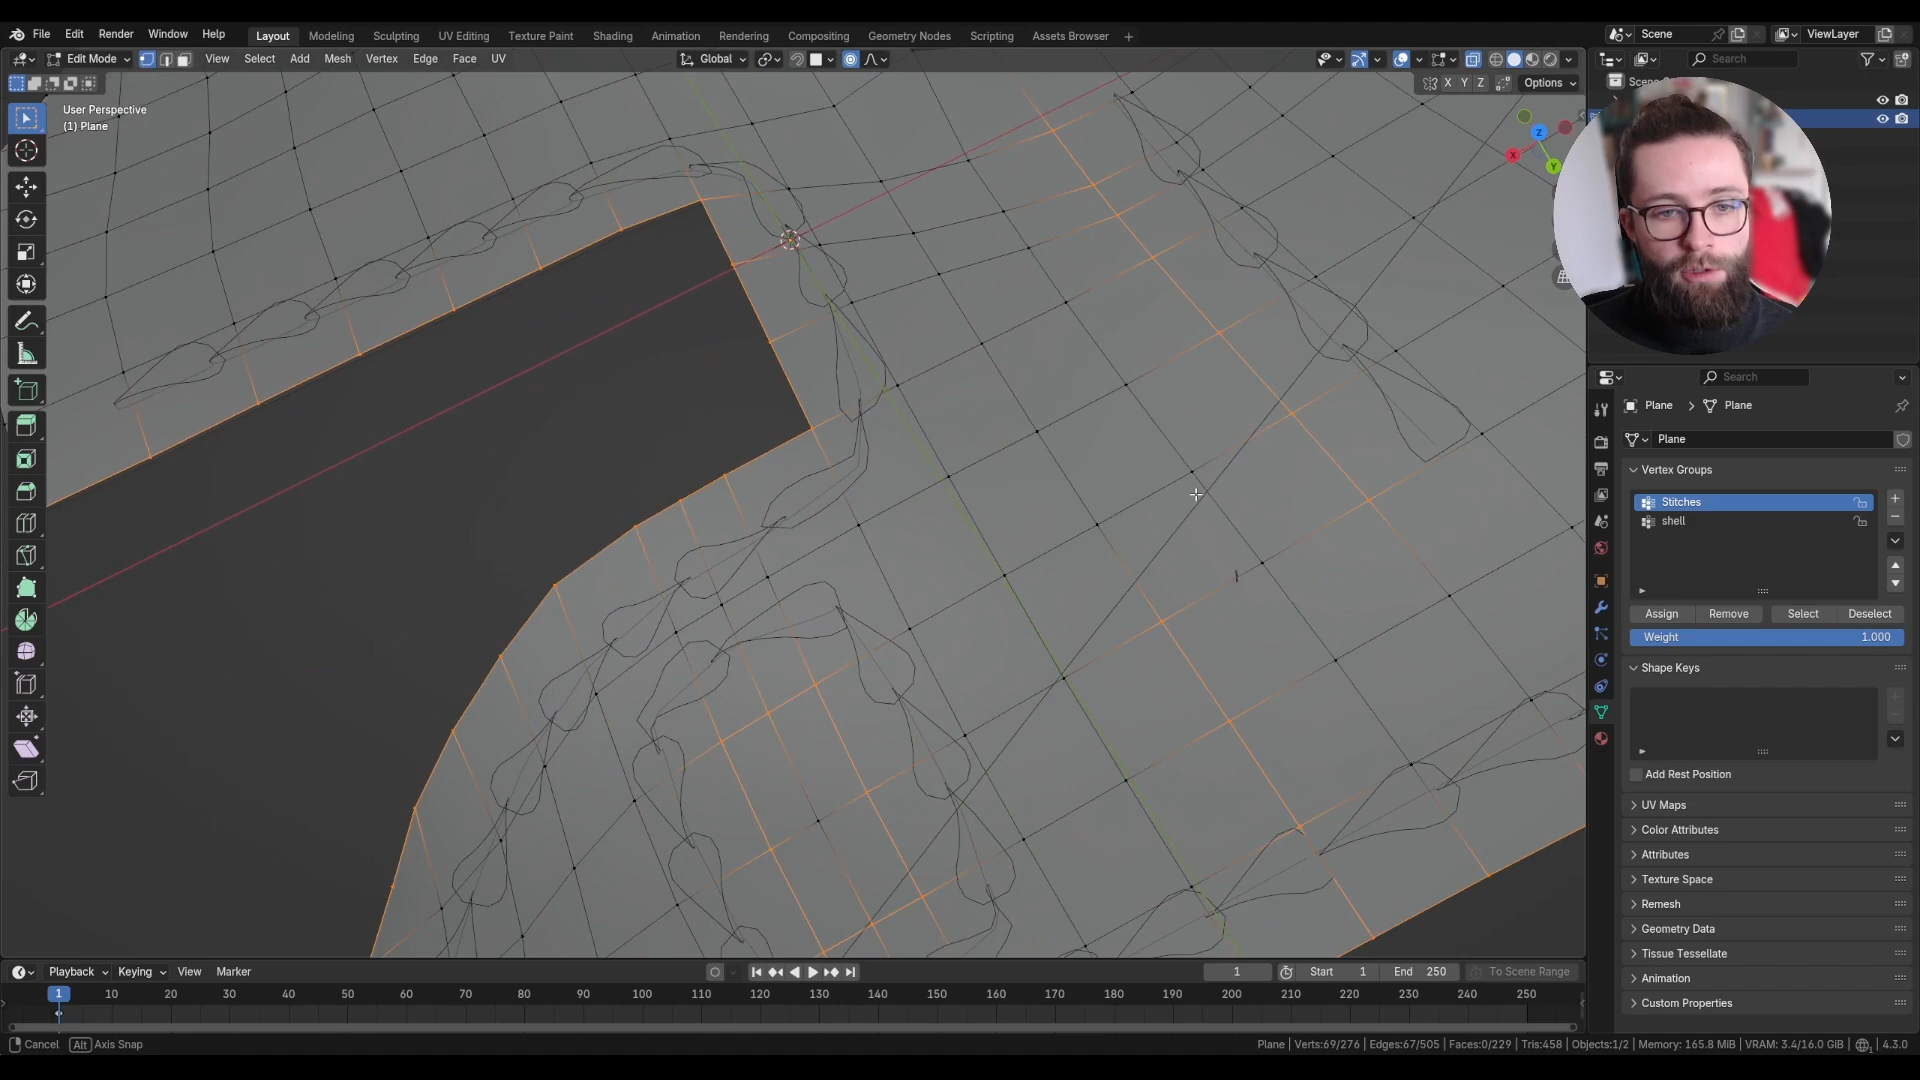 File Edit Render Window Help Layout Modeling Sculpting UV Editing Texture Paint Shading Animation Rendering Compositing Geometry Nodes Scripting Assets Browser + Scene ViewLayer
Edit Mode View Select Add Mesh Vertex Edge Face UV Global Search
X Y Z Options
User Perspective
(1) Plane
Z
X
Y
Search
Plane > Plane
Plane
Vertex Groups
Stitches
shell
Assign Remove Select Deselect
Weight 1.000
Shape Keys
Add Rest Position
UV Maps
Color Attributes
Attributes
Texture Space
Remesh
Geometry Data
Tissue Tessellate
Animation
Custom Properties
Playback Keying View Marker 1 Start 1 End 250 To Scene Range
1 10 20 30 40 50 60 70 80 90 100 110 120 130 140 150 160 170 180 190 200 210 220 230 240 250
Cancel Alt Axis Snap Plane | Verts:69/276 | Edges:67/505 | Faces:0/229 | Tris:458 | Objects:1/2 | Memory: 165.8 MiB | VRAM: 3.4/16.0 GiB | 4.3.0